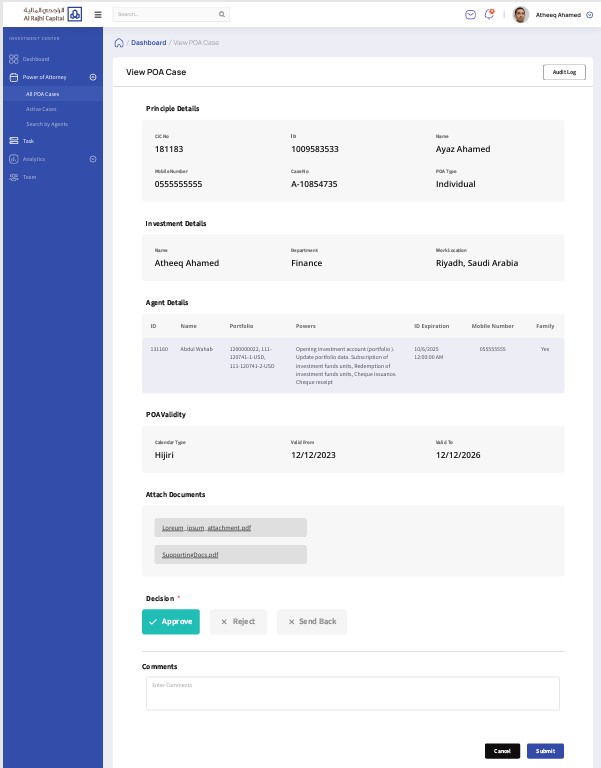 الراجحي المالية
Al Rajhi Capital
Search...
4
Atheeq Ahamed
INVESTMENT CENTER
Dashboard
Power of Attorney
All POA Cases
Active Cases
Search by Agents
Task
Analytics
Team
/ Dashboard / View POA Case
View POA Case
Audit Log
Principle Details
CIC No
ID
Name
181183
1009583533
Ayaz Ahamed
Mobile Number
Case No
POA Type
0555555555
A-10854735
Individual
Investment Details
Name
Department
Work Location
Atheeq Ahamed
Finance
Riyadh, Saudi Arabia
Agent Details
ID
Name
Portfolio
Powers
ID Expiration
Mobile Number
Family
131160
Abdul Wahab
1200000022, 111-
120741-1-USD,
111-120741-2-USD
Opening investment account (portfolio ).
Update portfolio data. Subscription of
investment funds units, Redemption of
investment funds units, Cheque issuance.
Cheque receipt
10/6/2025
12:00:00 AM
055555555
Yes
POA Validity
Calendar Type
Valid From
Valid To
Hijiri
12/12/2023
12/12/2026
Attach Documents
Loreum_ipsum_attachment.pdf
SupportingDocs.pdf
Decision *
Approve
Reject
Send Back
Comments
Enter Comments
Cancel
Submit